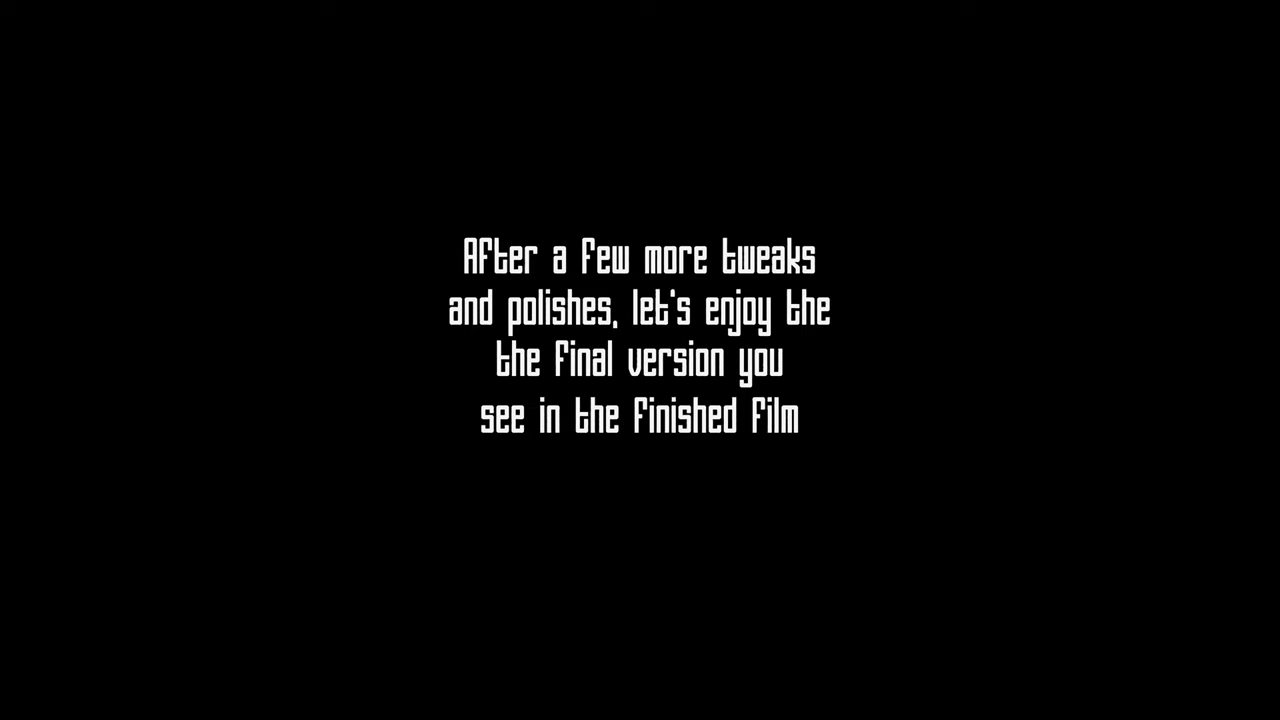 After a few more tweaks
and polishes, let's enjoy the
the final version you
see in the finished film